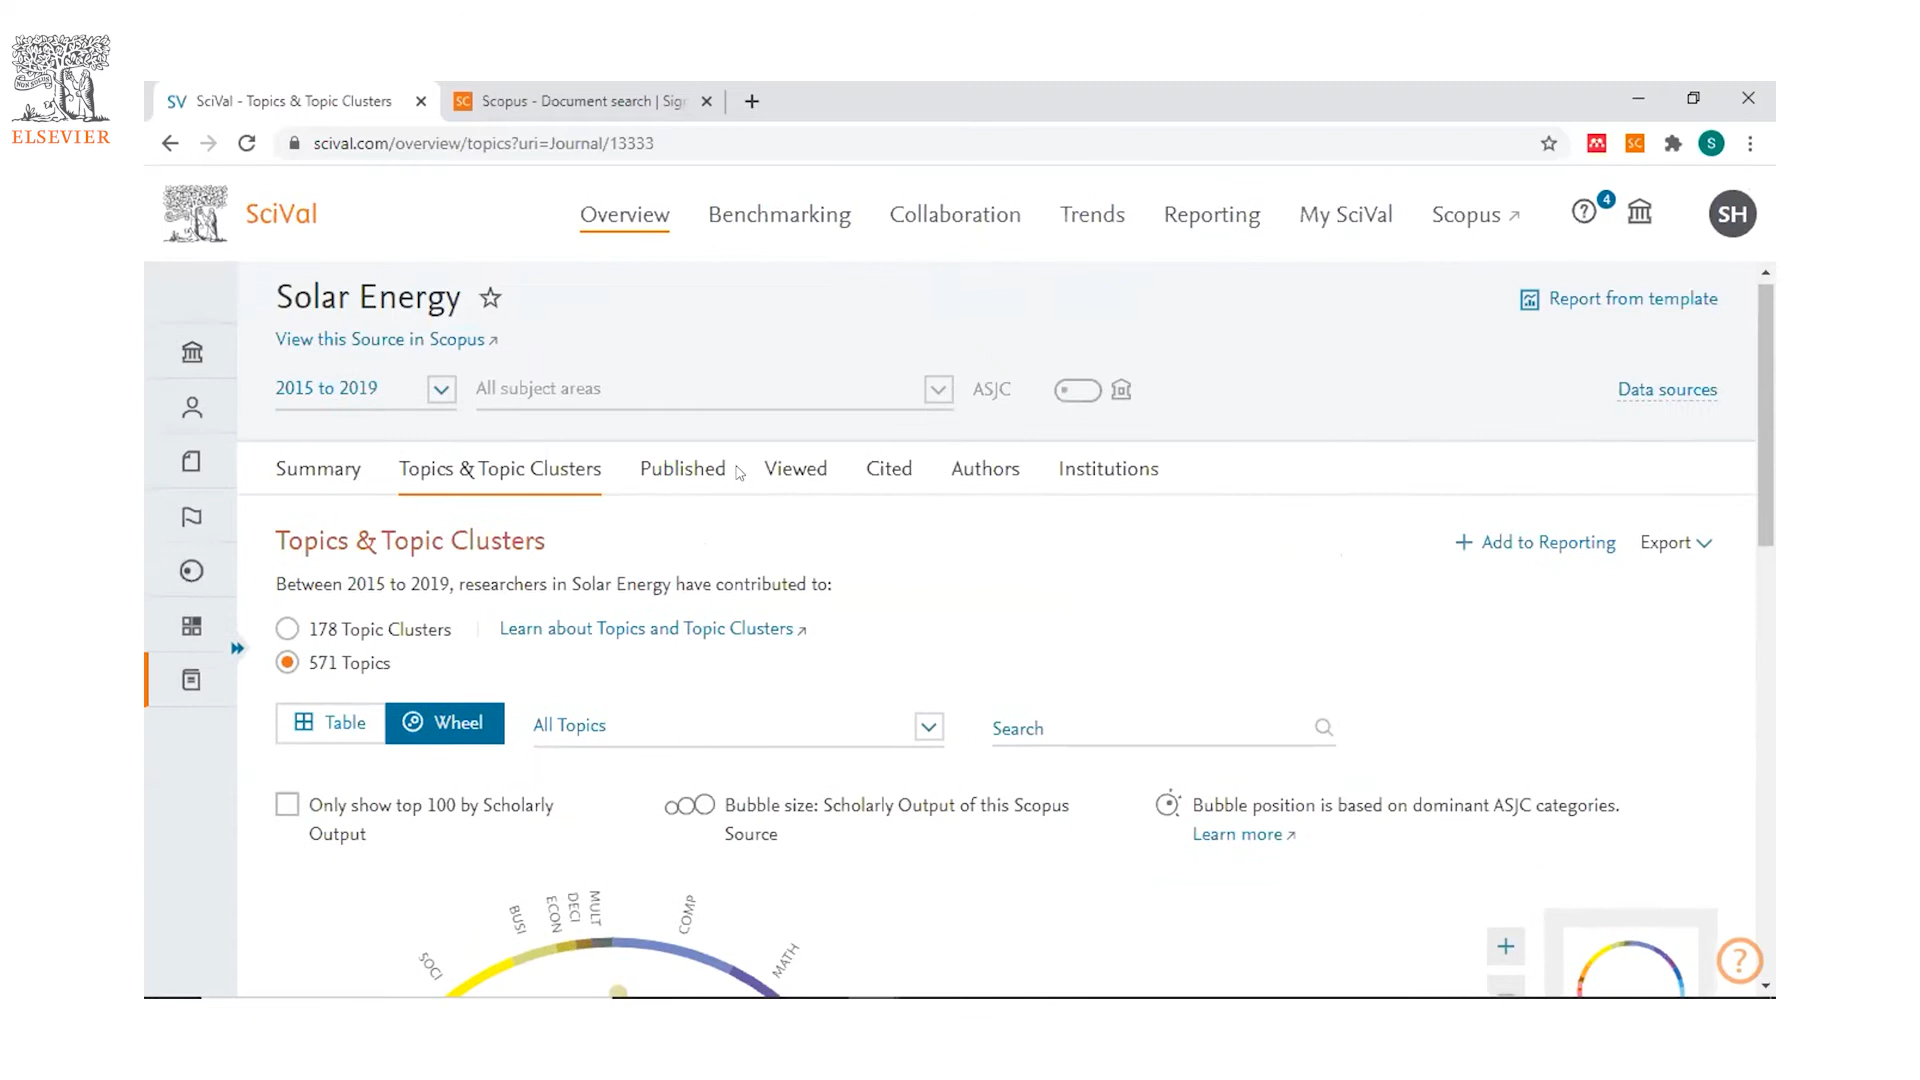 NON SOLUS
ELSEVIER
SV SciVal - Topics & Topic Clusters
SC Scopus - Document search | Sig
scival.com/overview/topics?uri=Journal/13333
SC
S
SciVal
Overview
Benchmarking
Collaboration
Trends
Reporting
My SciVal
Scopus
4
SH
Solar Energy
Report from template
View this Source in Scopus
2015 to 2019
All subject areas
ASJC
Data sources
Summary
Topics & Topic Clusters
Published
Viewed
Cited
Authors
Institutions
Topics & Topic Clusters
+ Add to Reporting
Export
Between 2015 to 2019, researchers in Solar Energy have contributed to:
178 Topic Clusters
Learn about Topics and Topic Clusters
571 Topics
Table
Wheel
All Topics
Search
Only show top 100 by Scholarly
Output
Bubble size: Scholarly Output of this Scopus
Source
Bubble position is based on dominant ASJC categories.
Learn more
SOCI
BUSI
ECON
DECI
MULT
COMP
MATH
+
?